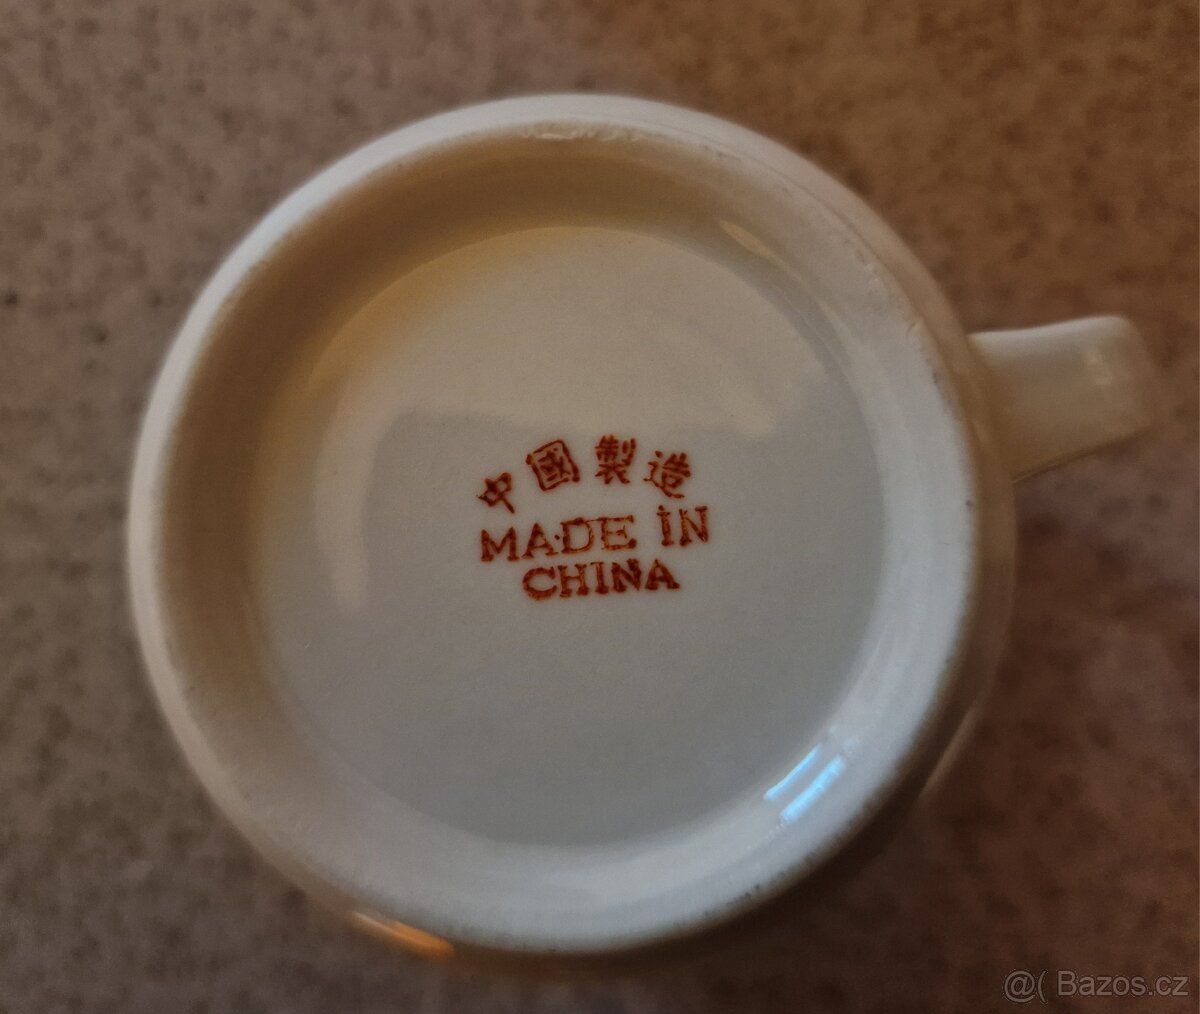 中國製造
MADE IN
CHINA
@( Bazos.cz